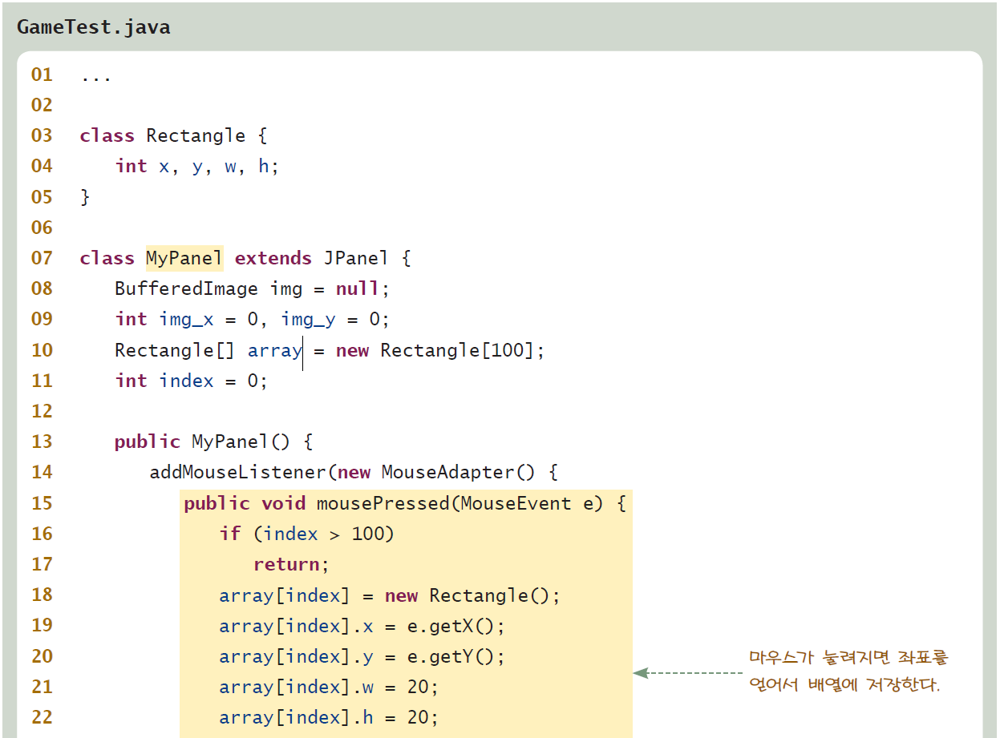 GameTest.java
01 ...
02
03 class Rectangle {
04 int x, y, w, h;
05 }
06
07 class MyPanel extends JPanel {
08 BufferedImage img = null;
09 int img_x = 0, img_y = 0;
10 Rectangle[] array = new Rectangle[100];
11 int index = 0;
12
13 public MyPanel() {
14 addMouseListener(new MouseAdapter() {
15 public void mousePressed(MouseEvent e) {
16 if (index > 100)
17 return;
18 array[index] = new Rectangle();
19 array[index].x = e.getX();
20 array[index].y = e.getY();
21 array[index].w = 20;
22 array[index].h = 20;
마우스가 눌려지면 좌표를
얻어서 배열에 저장한다.